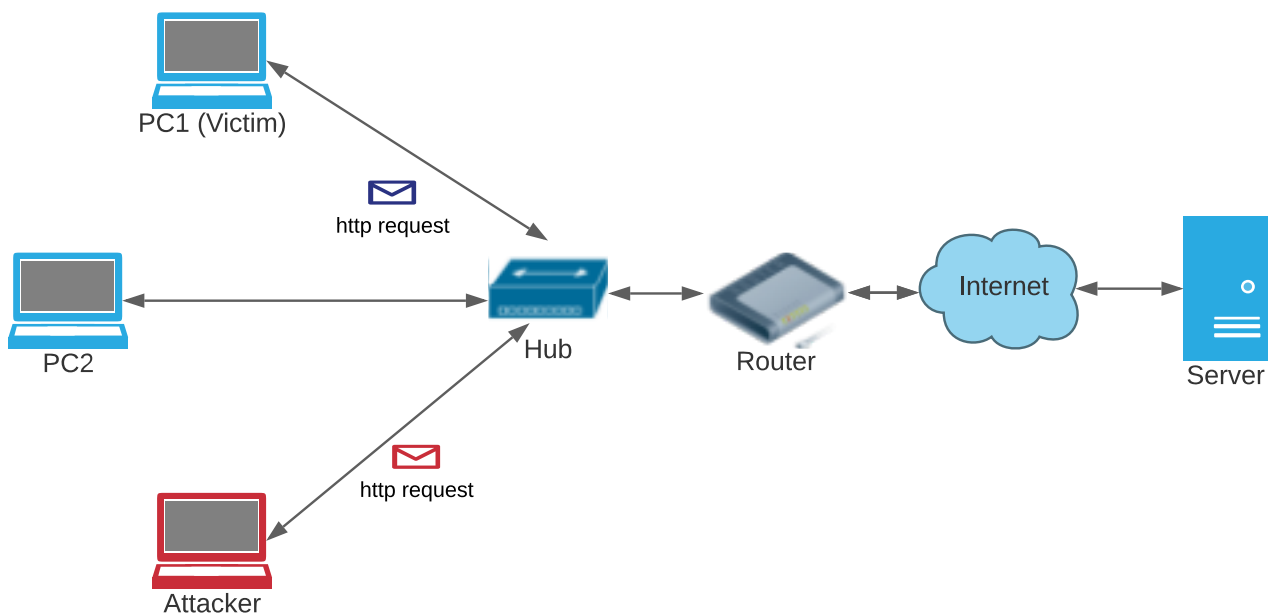 PC1 (Victim)
http request
Internet
PC2
Hub
Router
Server
http request
Attacker